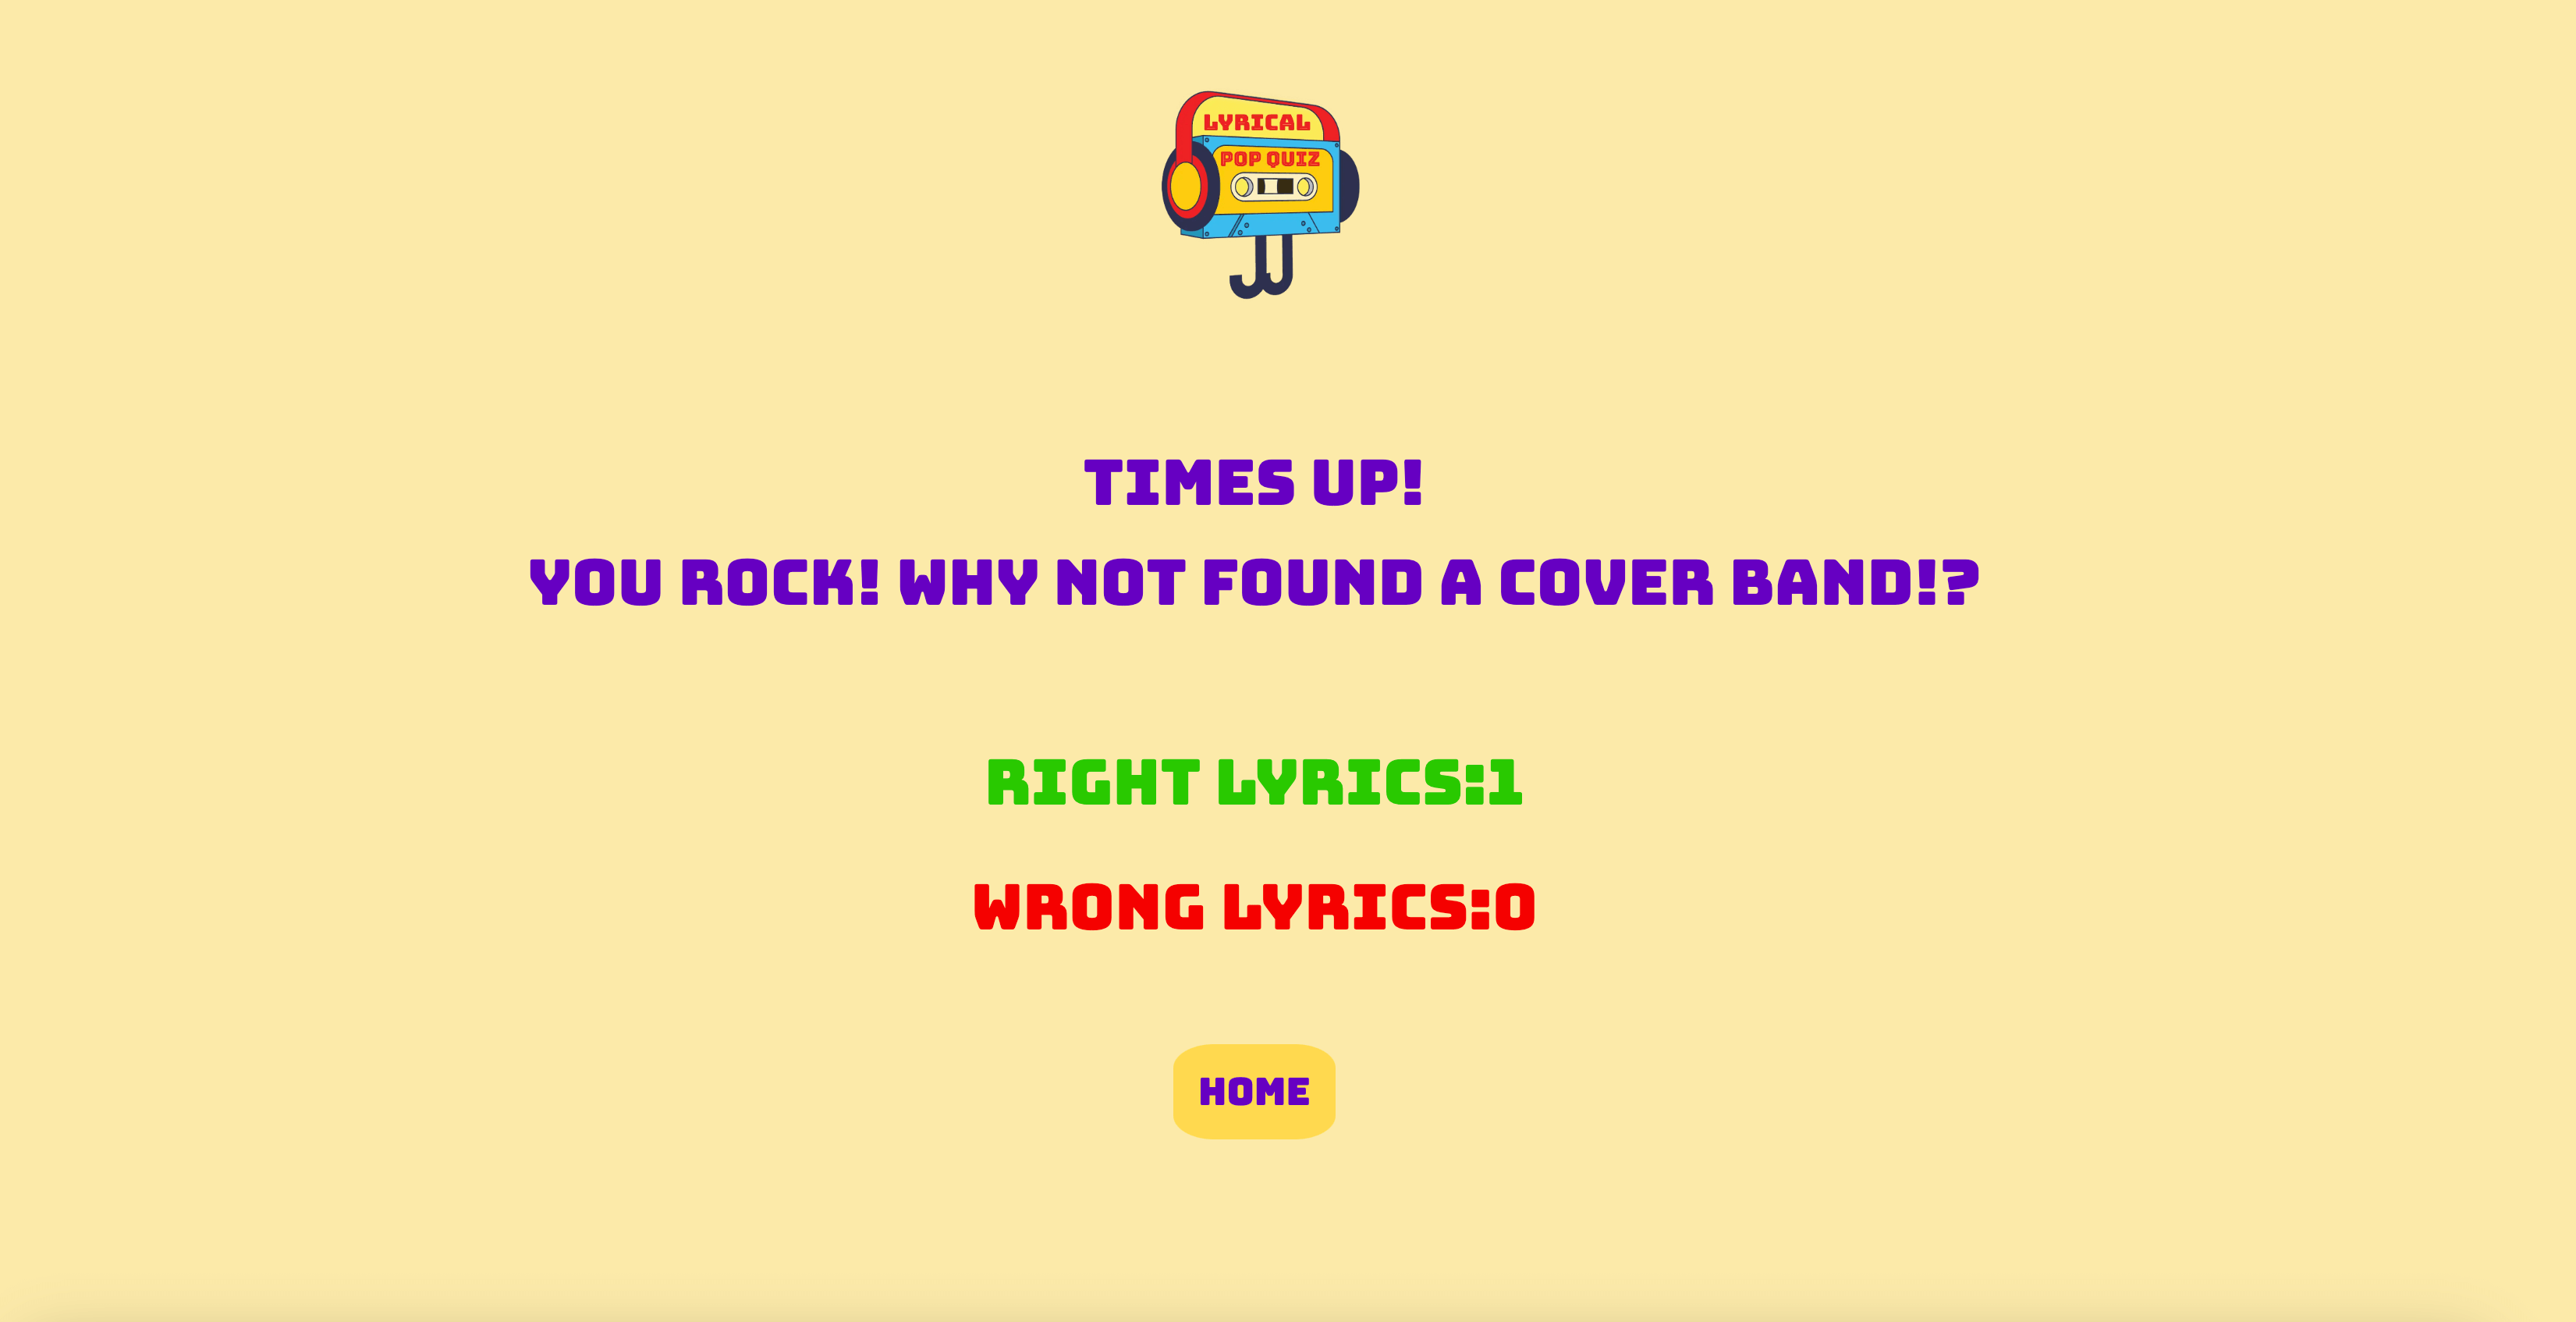 LYRICAL
POP QUIZ
TIMES UP!
YOU ROCK! WHY NOT FOUND A COVER BAND!?
RIGHT LYRICS:1
WRONG LYRICS:0
HOME